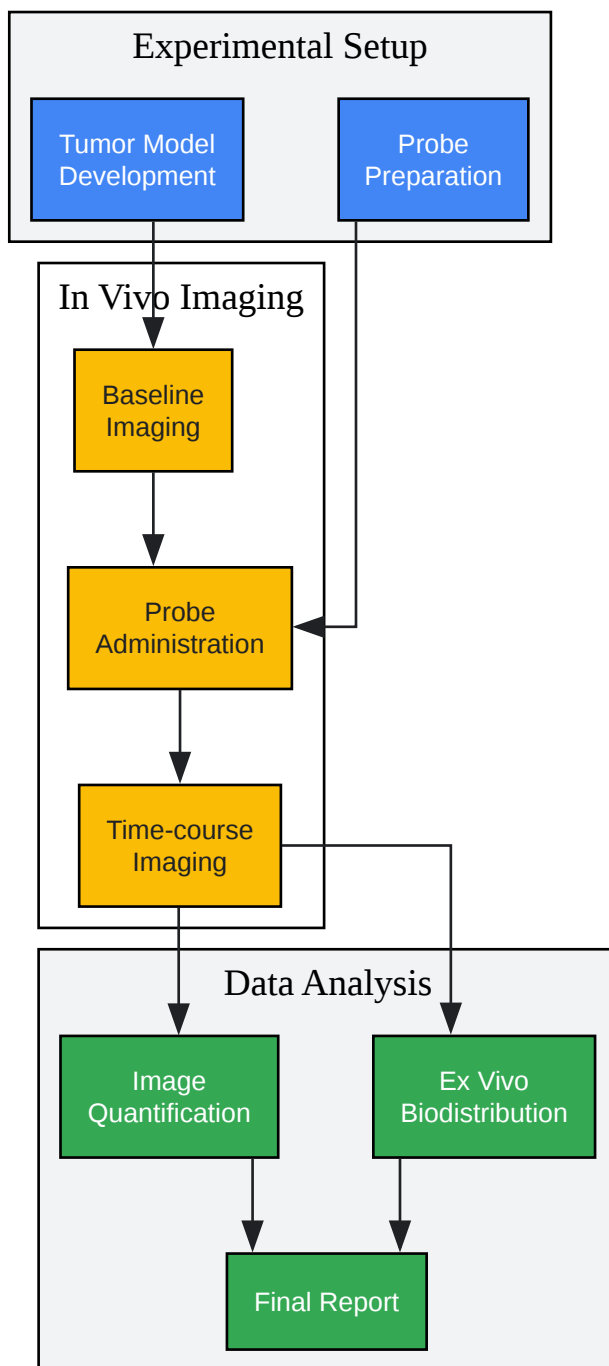 Experimental Setup
Tumor Model
Development
Probe
Preparation
In Vivo Imaging
Baseline
Imaging
Probe
Administration
Time-course
Imaging
Data Analysis
Image
Quantification
Ex Vivo
Biodistribution
Final Report